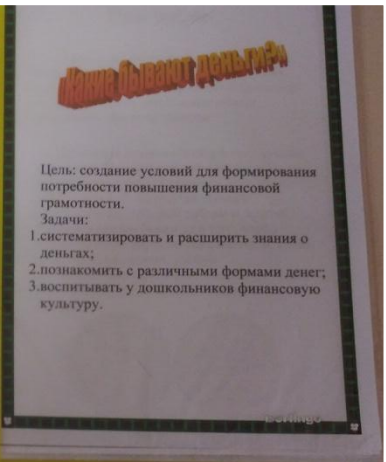 «Какие бывают деньги?»
Цель: создание условий для формирования
потребности повышения финансовой
грамотности.
Задачи:
1.систематизировать и расширить знания о
деньгах;
2.познакомить с различными формами денег;
3.воспитывать у дошкольников финансовую
культуру.
Berlingo